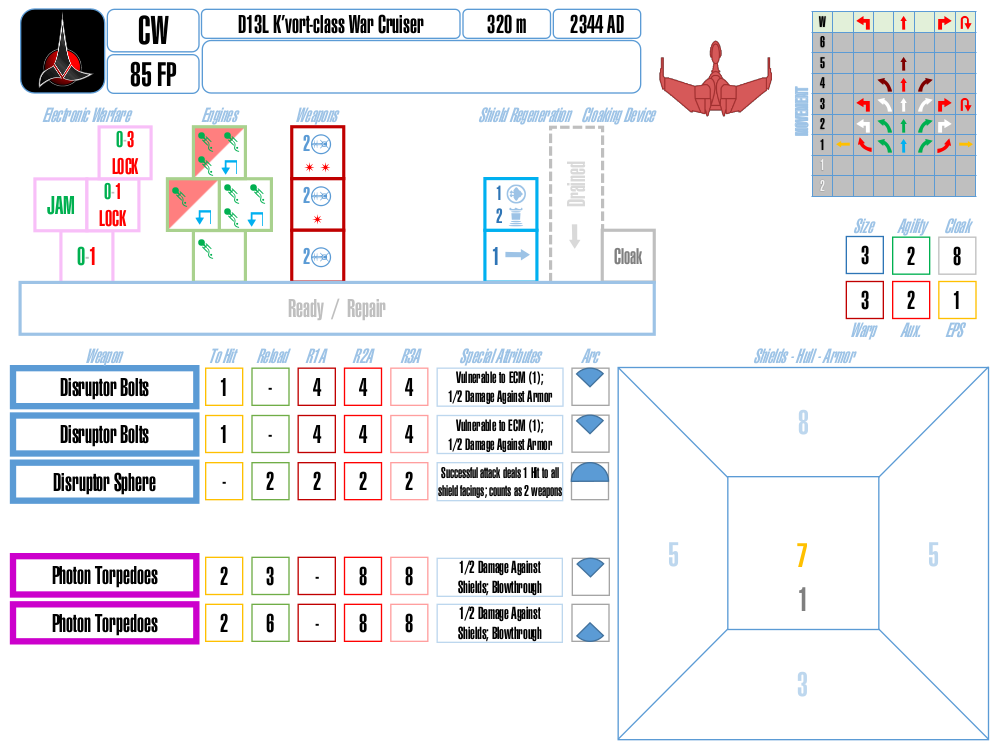 CW
D13L K'vort-class War Cruiser
320 m
2344 AD
85 FP
W
6
5
4
3
2
1
1
2
MOVEMENT
Electronic Warfare
Engines
Weapons
Shield Regeneration
Cloaking Device
0-3
LOCK
JAM
0-1
LOCK
0-1
2
2
2
1
2
1
Drained
Cloak
Ready / Repair
Size
Agility
Cloak
3
2
8
3
2
1
Warp
Aux.
EPS
Weapon
To Hit
Reload
R1A
R2A
R3A
Special Attributes
Arc
Shields - Hull - Armor
Disruptor Bolts
1
-
4
4
4
Vulnerable to ECM (1);
1/2 Damage Against Armor
Disruptor Bolts
1
-
4
4
4
Vulnerable to ECM (1);
1/2 Damage Against Armor
Disruptor Sphere
-
2
2
2
2
Successful attack deals 1 Hit to all
shield facings; counts as 2 weapons
Photon Torpedoes
2
3
-
8
8
1/2 Damage Against
Shields; Blowthrough
Photon Torpedoes
2
6
-
8
8
1/2 Damage Against
Shields; Blowthrough
8
5
7
5
1
3